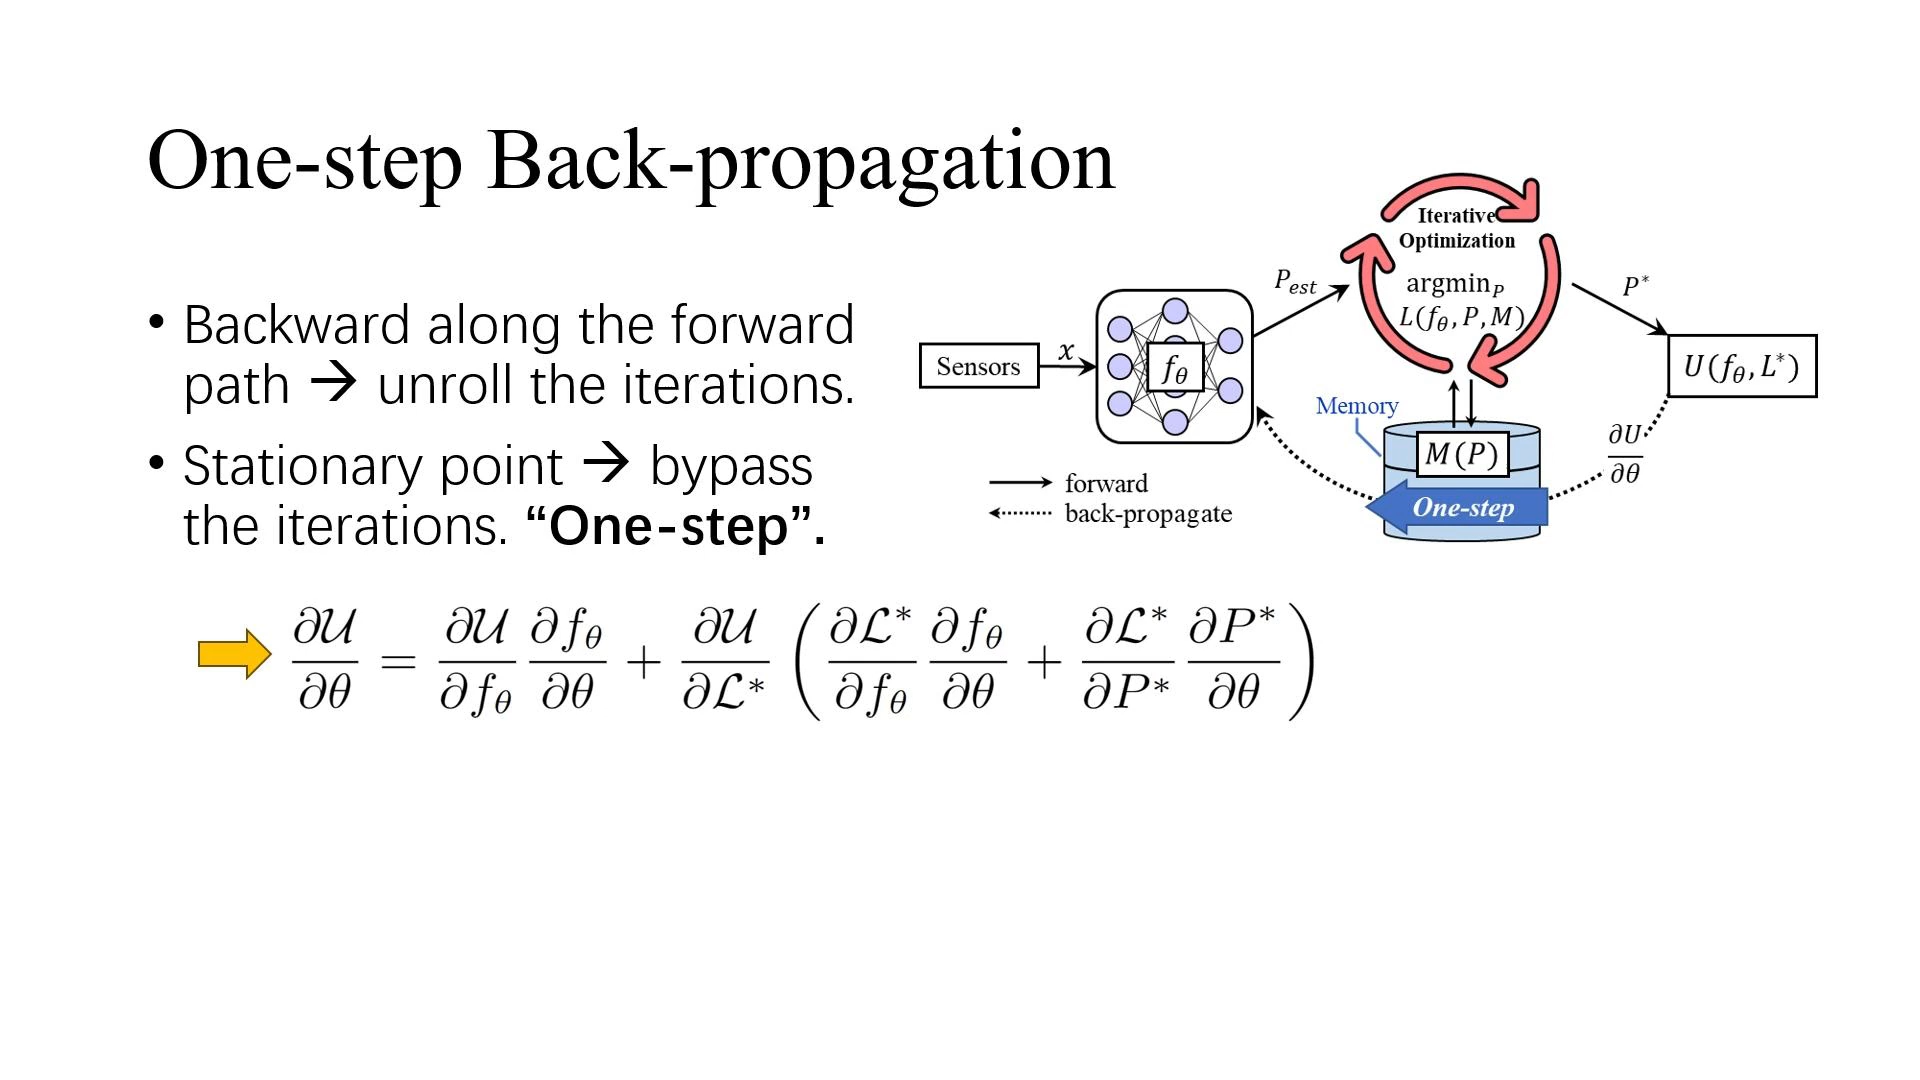 One-step Back-propagation
• Backward along the forward
path → unroll the iterations.
• Stationary point → bypass
the iterations. “One-step”.
Sensors
x
f_θ
P_est
Iterative
Optimization
argmin_P
L(f_θ, P, M)
P*
U(f_θ, L*)
Memory
M(P)
One-step
∂U
∂θ
forward
back-propagate
∂𝒰/∂θ = ∂𝒰/∂f_θ ∂f_θ/∂θ + ∂𝒰/∂ℒ* ( ∂ℒ*/∂f_θ ∂f_θ/∂θ + ∂ℒ*/∂P* ∂P*/∂θ )